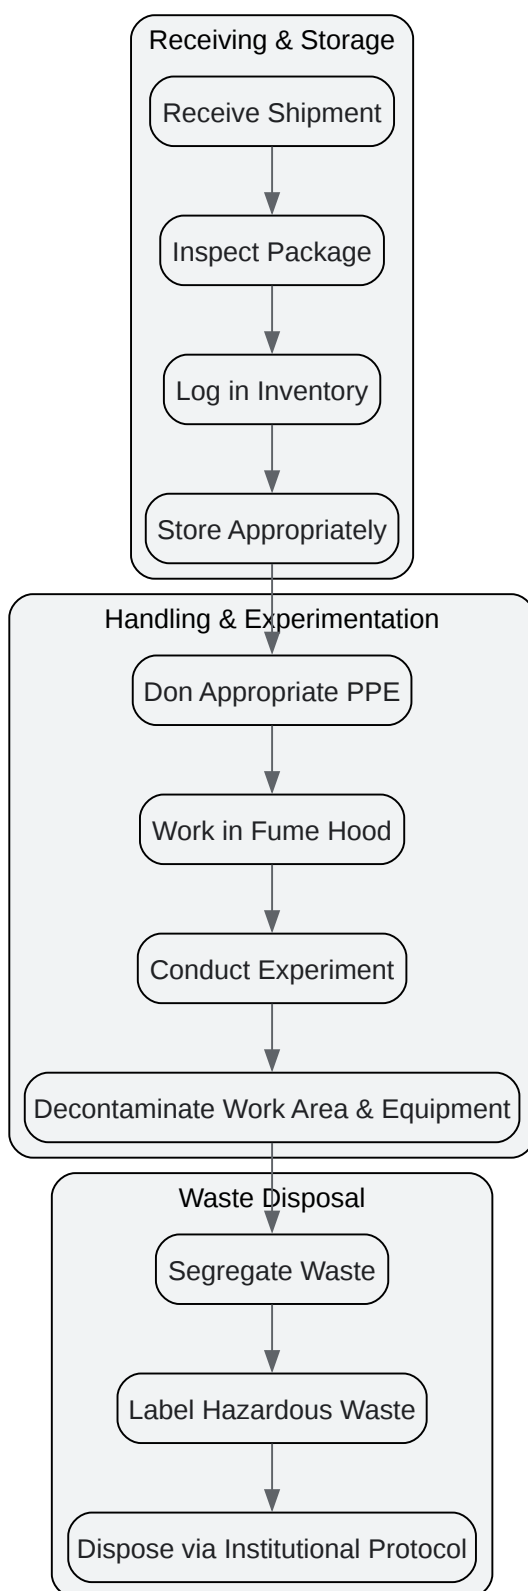 Receiving & Storage
Receive Shipment
Inspect Package
Log in Inventory
Store Appropriately
Handling & Experimentation
Don Appropriate PPE
Work in Fume Hood
Conduct Experiment
Decontaminate Work Area & Equipment
Waste Disposal
Segregate Waste
Label Hazardous Waste
Dispose via Institutional Protocol